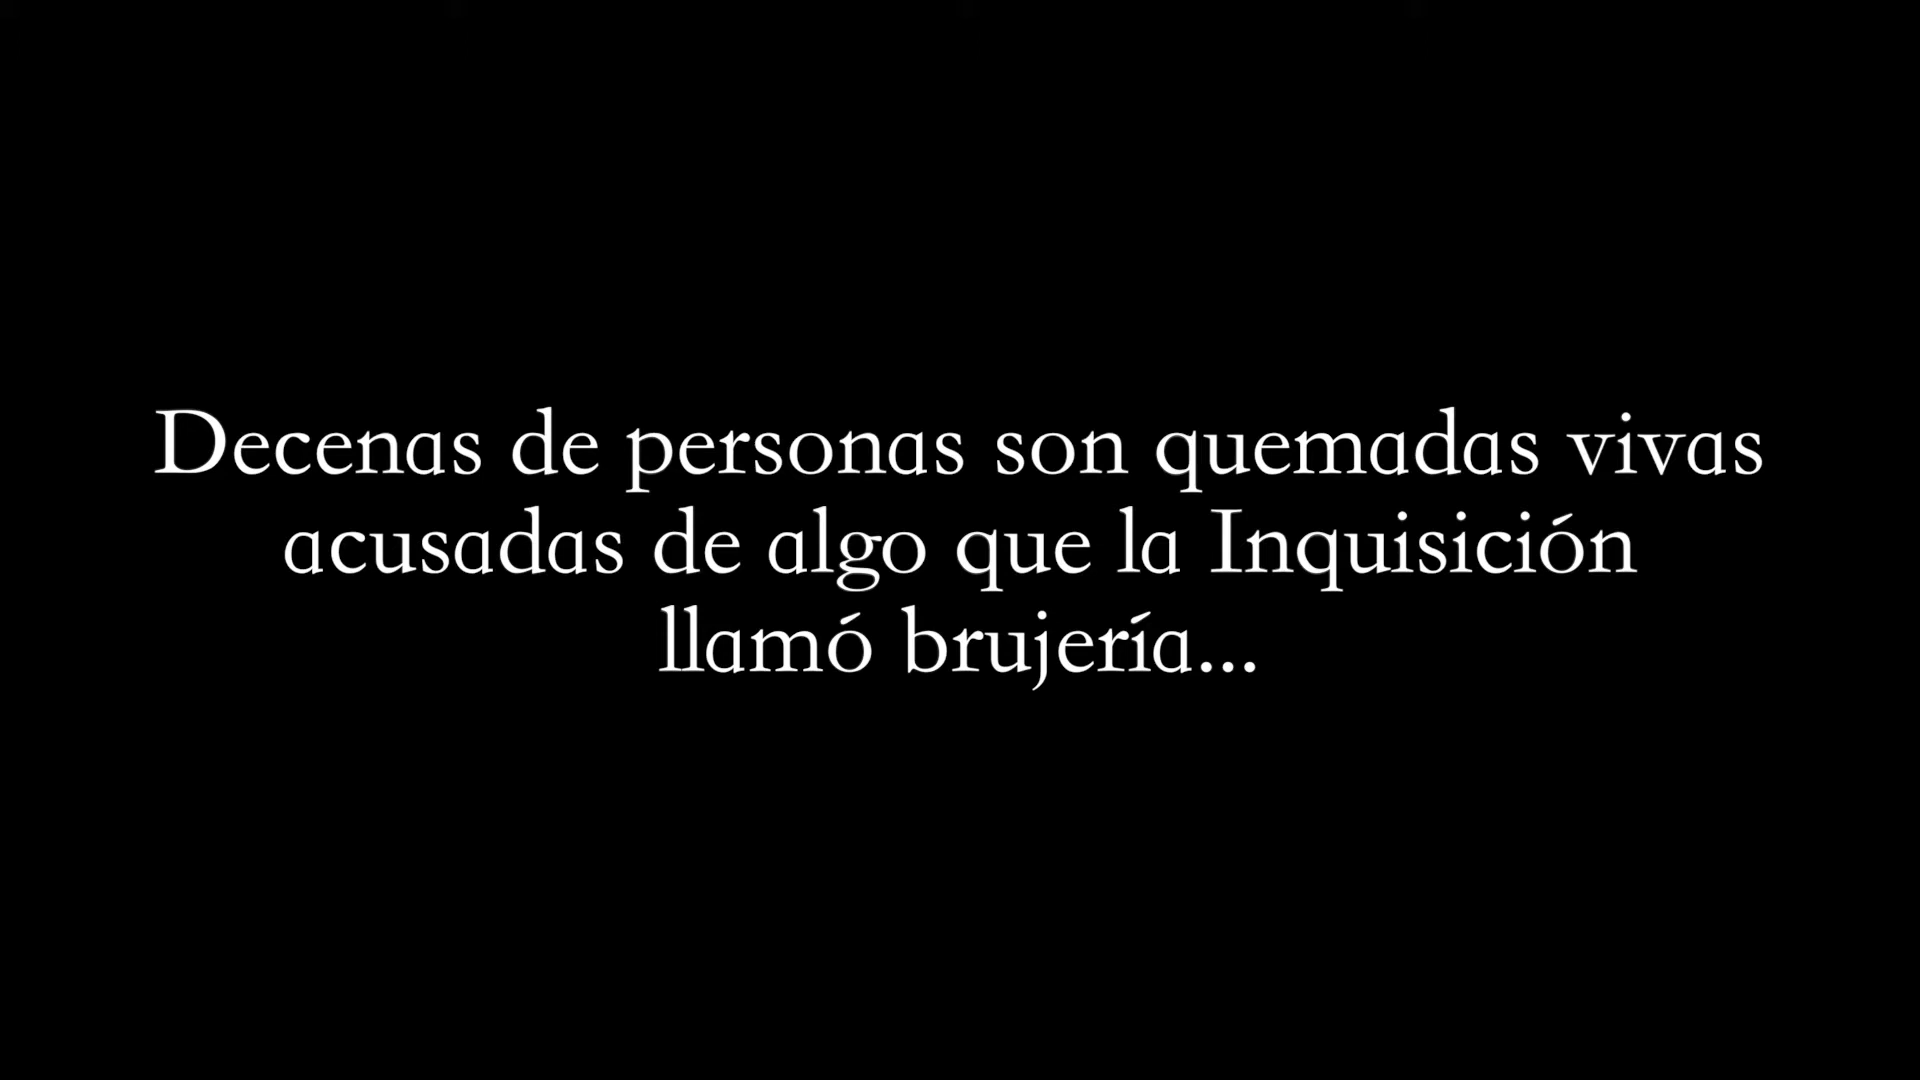 Decenas de personas son quemadas vivas
acusadas de algo que la Inquisición
llamó brujería...